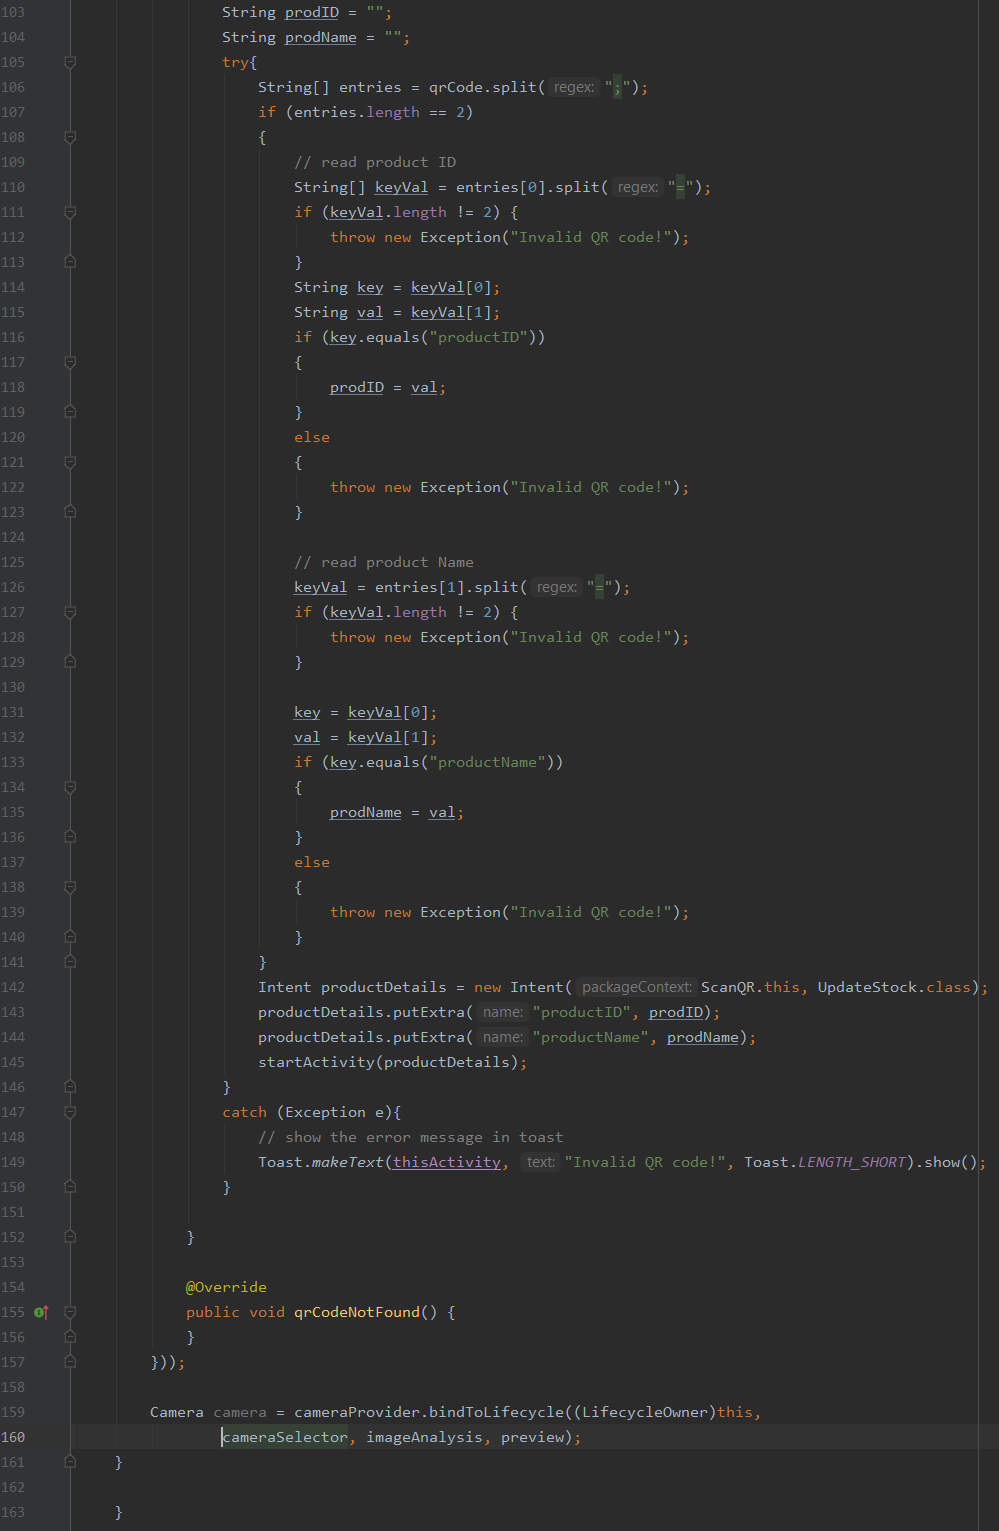 103 String prodID = "";
104 String prodName = "";
105 try{
106 String[] entries = qrCode.split( regex: ";");
107 if (entries.length == 2)
108 {
109 // read product ID
110 String[] keyVal = entries[0].split( regex: "=");
111 if (keyVal.length != 2) {
112 throw new Exception("Invalid QR code!");
113 }
114 String key = keyVal[0];
115 String val = keyVal[1];
116 if (key.equals("productID"))
117 {
118 prodID = val;
119 }
120 else
121 {
122 throw new Exception("Invalid QR code!");
123 }
124
125 // read product Name
126 keyVal = entries[1].split( regex: "=");
127 if (keyVal.length != 2) {
128 throw new Exception("Invalid QR code!");
129 }
130
131 key = keyVal[0];
132 val = keyVal[1];
133 if (key.equals("productName"))
134 {
135 prodName = val;
136 }
137 else
138 {
139 throw new Exception("Invalid QR code!");
140 }
141 }
142 Intent productDetails = new Intent( packageContext: ScanQR.this, UpdateStock.class);
143 productDetails.putExtra( name: "productID", prodID);
144 productDetails.putExtra( name: "productName", prodName);
145 startActivity(productDetails);
146 }
147 catch (Exception e){
148 // show the error message in toast
149 Toast.makeText(thisActivity, text: "Invalid QR code!", Toast.LENGTH_SHORT).show();
150 }
151
152 }
153
154 @Override
155 public void qrCodeNotFound() {
156 }
157 }));
158
159 Camera camera = cameraProvider.bindToLifecycle((LifecycleOwner)this,
160 cameraSelector, imageAnalysis, preview);
161 }
162
163 }